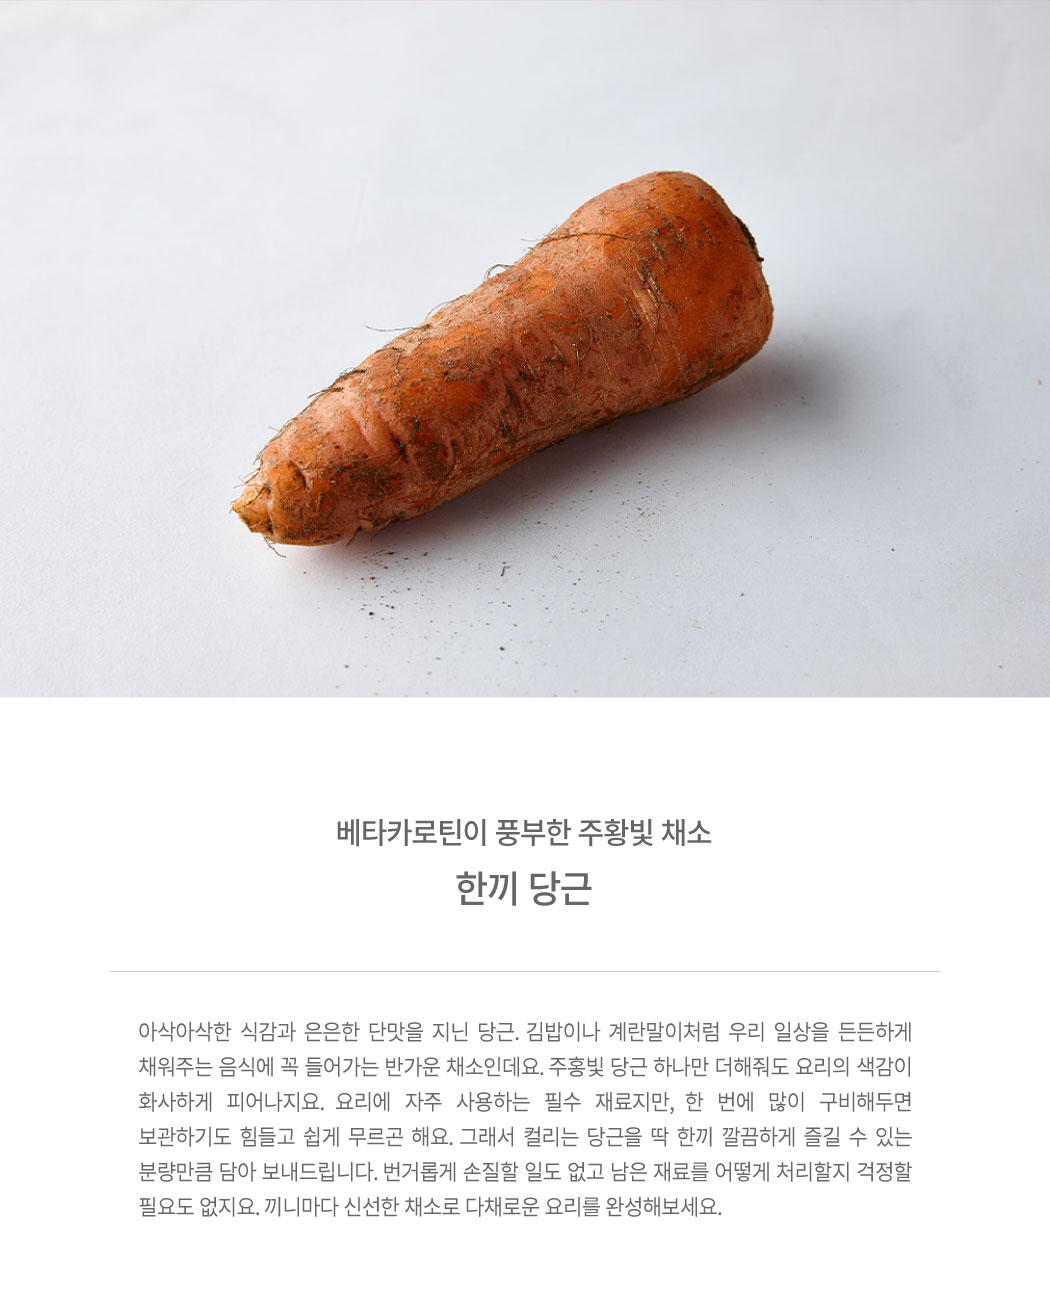 베타카로틴이 풍부한 주황빛 채소
한끼 당근
아삭아삭한 식감과 은은한 단맛을 지닌 당근. 김밥이나 계란말이처럼 우리 일상을 든든하게
채워주는 음식에 꼭 들어가는 반가운 채소인데요. 주홍빛 당근 하나만 더해줘도 요리의 색감이
화사하게 피어나지요. 요리에 자주 사용하는 필수 재료지만, 한 번에 많이 구비해두면
보관하기도 힘들고 쉽게 무르곤 해요. 그래서 컬리는 당근을 딱 한끼 깔끔하게 즐길 수 있는
분량만큼 담아 보내드립니다. 번거롭게 손질할 일도 없고 남은 재료를 어떻게 처리할지 걱정할
필요도 없지요. 끼니마다 신선한 채소로 다채로운 요리를 완성해보세요.